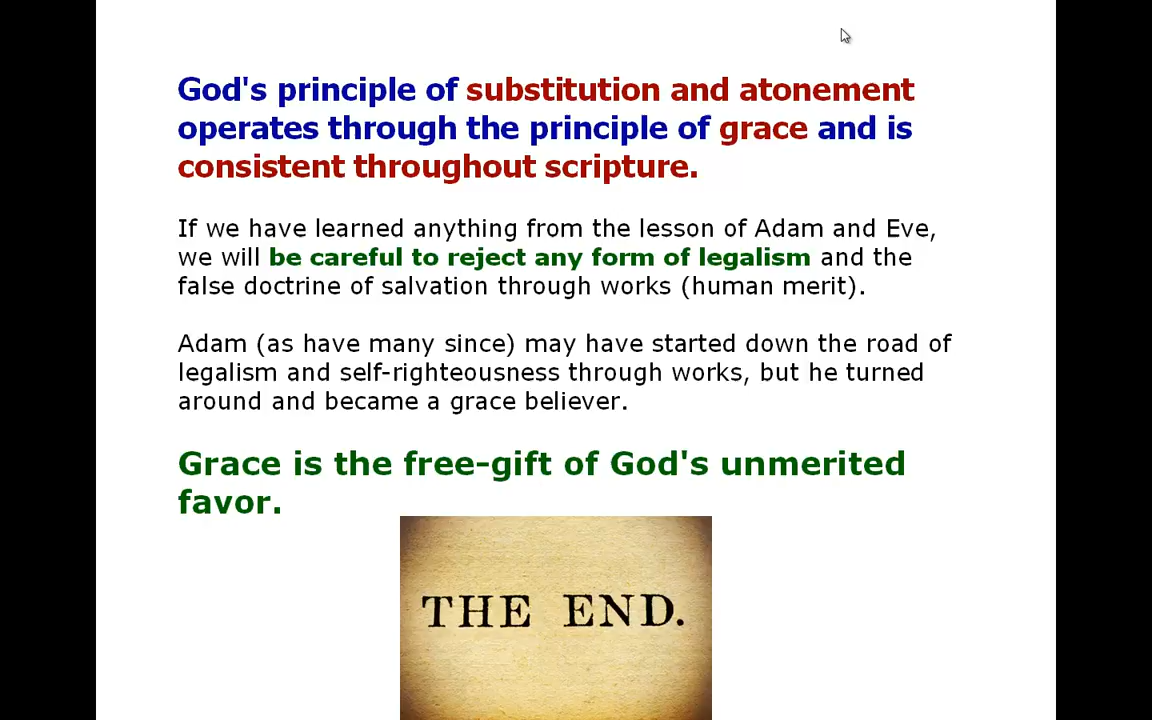 God's principle of substitution and atonement
operates through the principle of grace and is
consistent throughout scripture.
If we have learned anything from the lesson of Adam and Eve,
we will be careful to reject any form of legalism and the
false doctrine of salvation through works (human merit).
Adam (as have many since) may have started down the road of
legalism and self-righteousness through works, but he turned
around and became a grace believer.
Grace is the free-gift of God's unmerited
favor.
THE END.